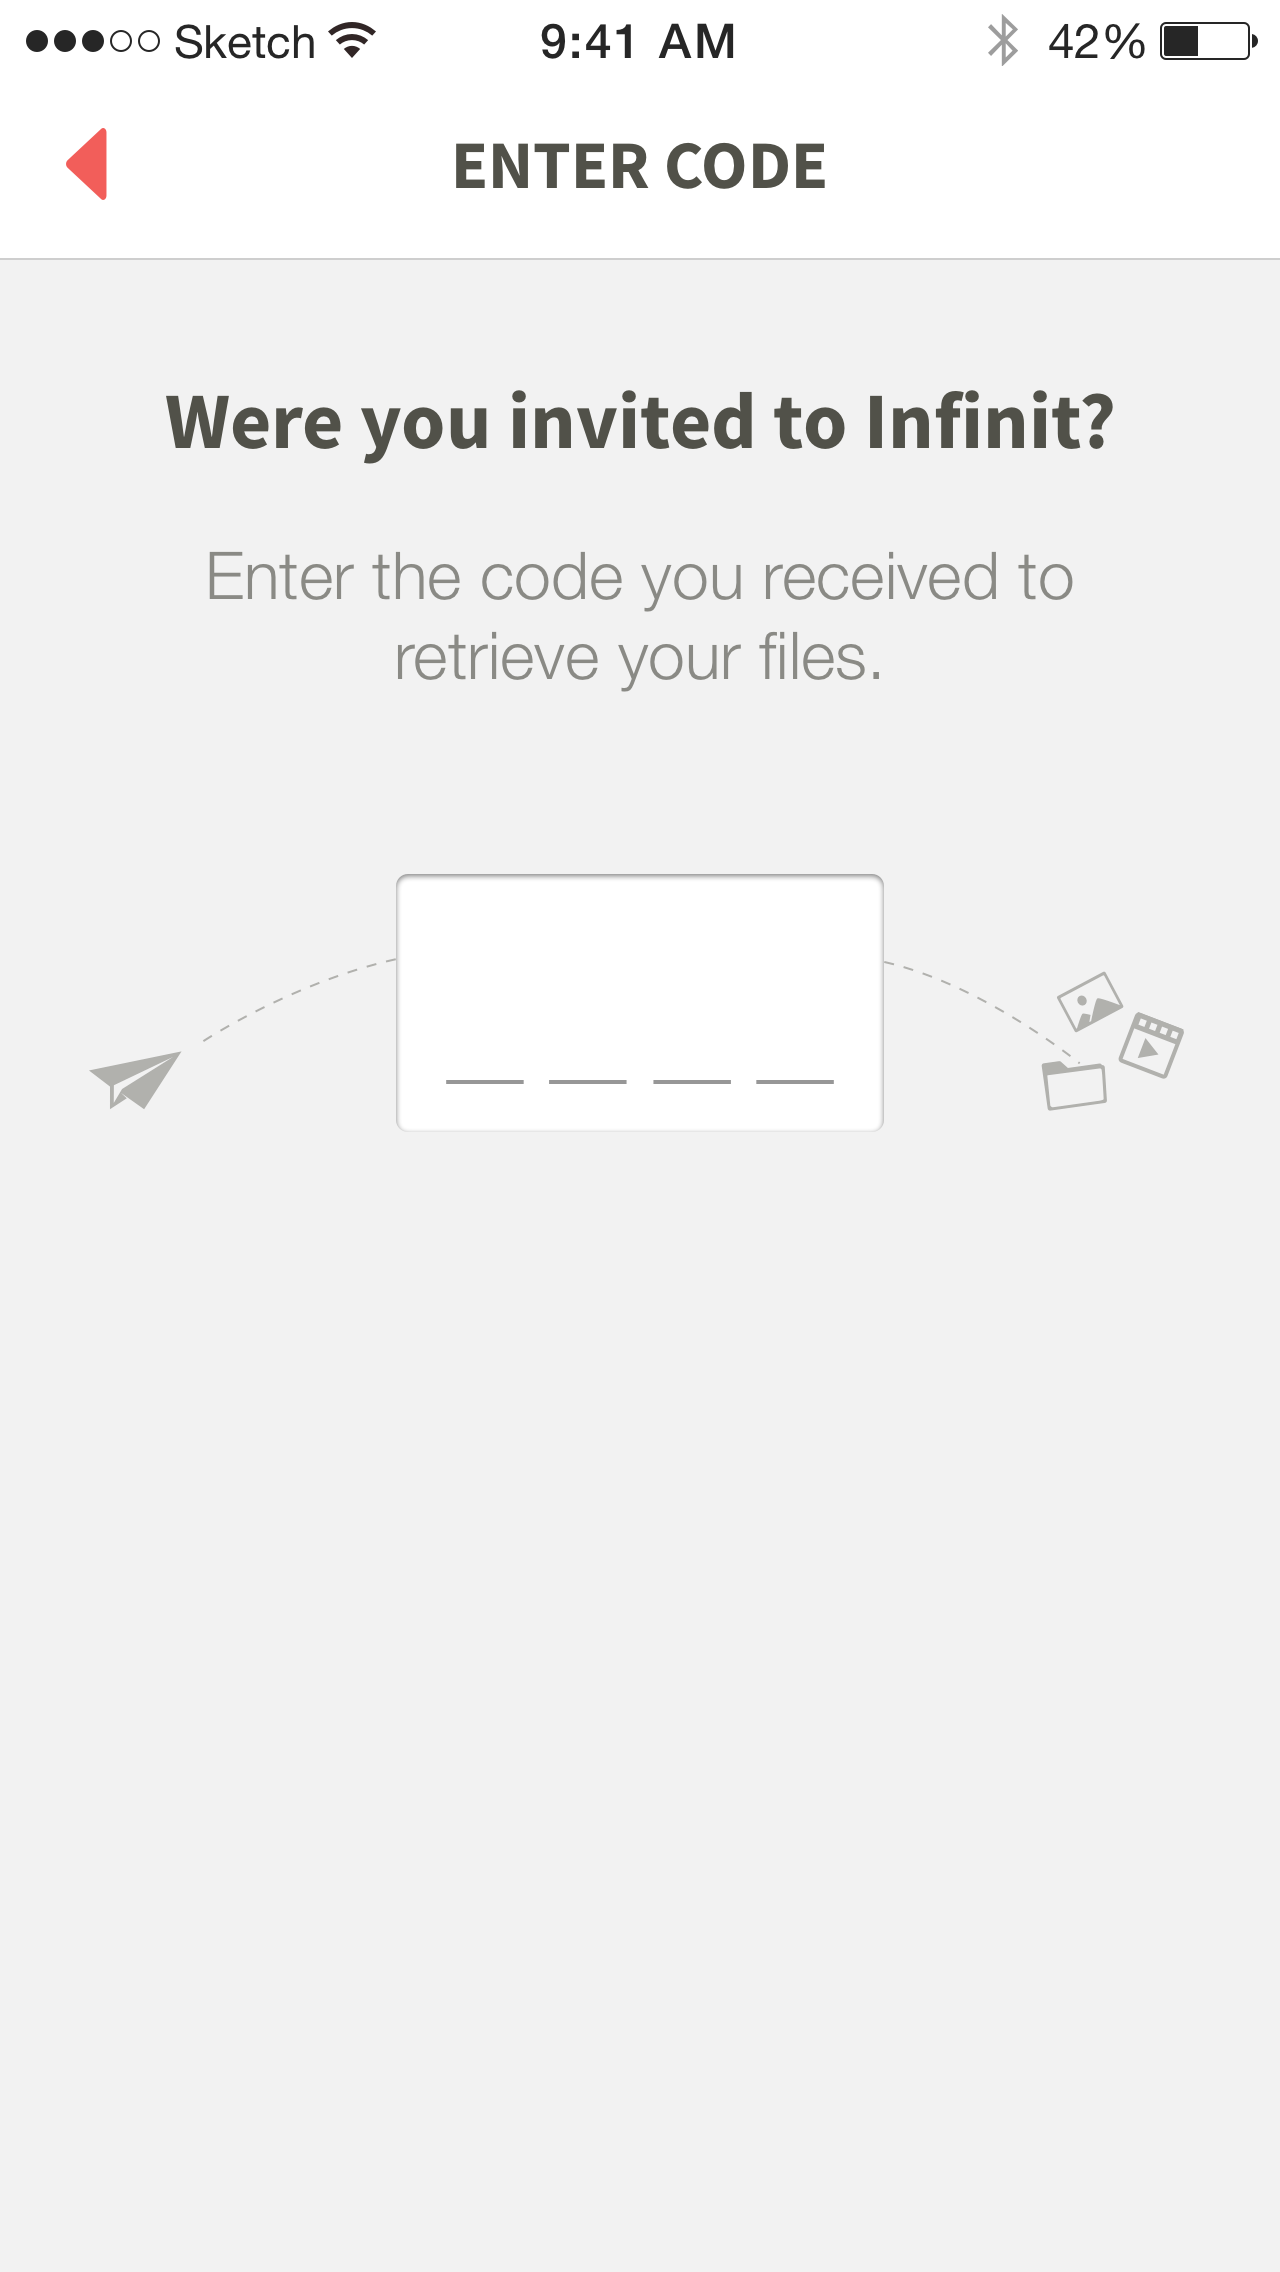 Sketch 9:41 AM 42%
ENTER CODE
Were you invited to Infinit?
Enter the code you received to
retrieve your files.